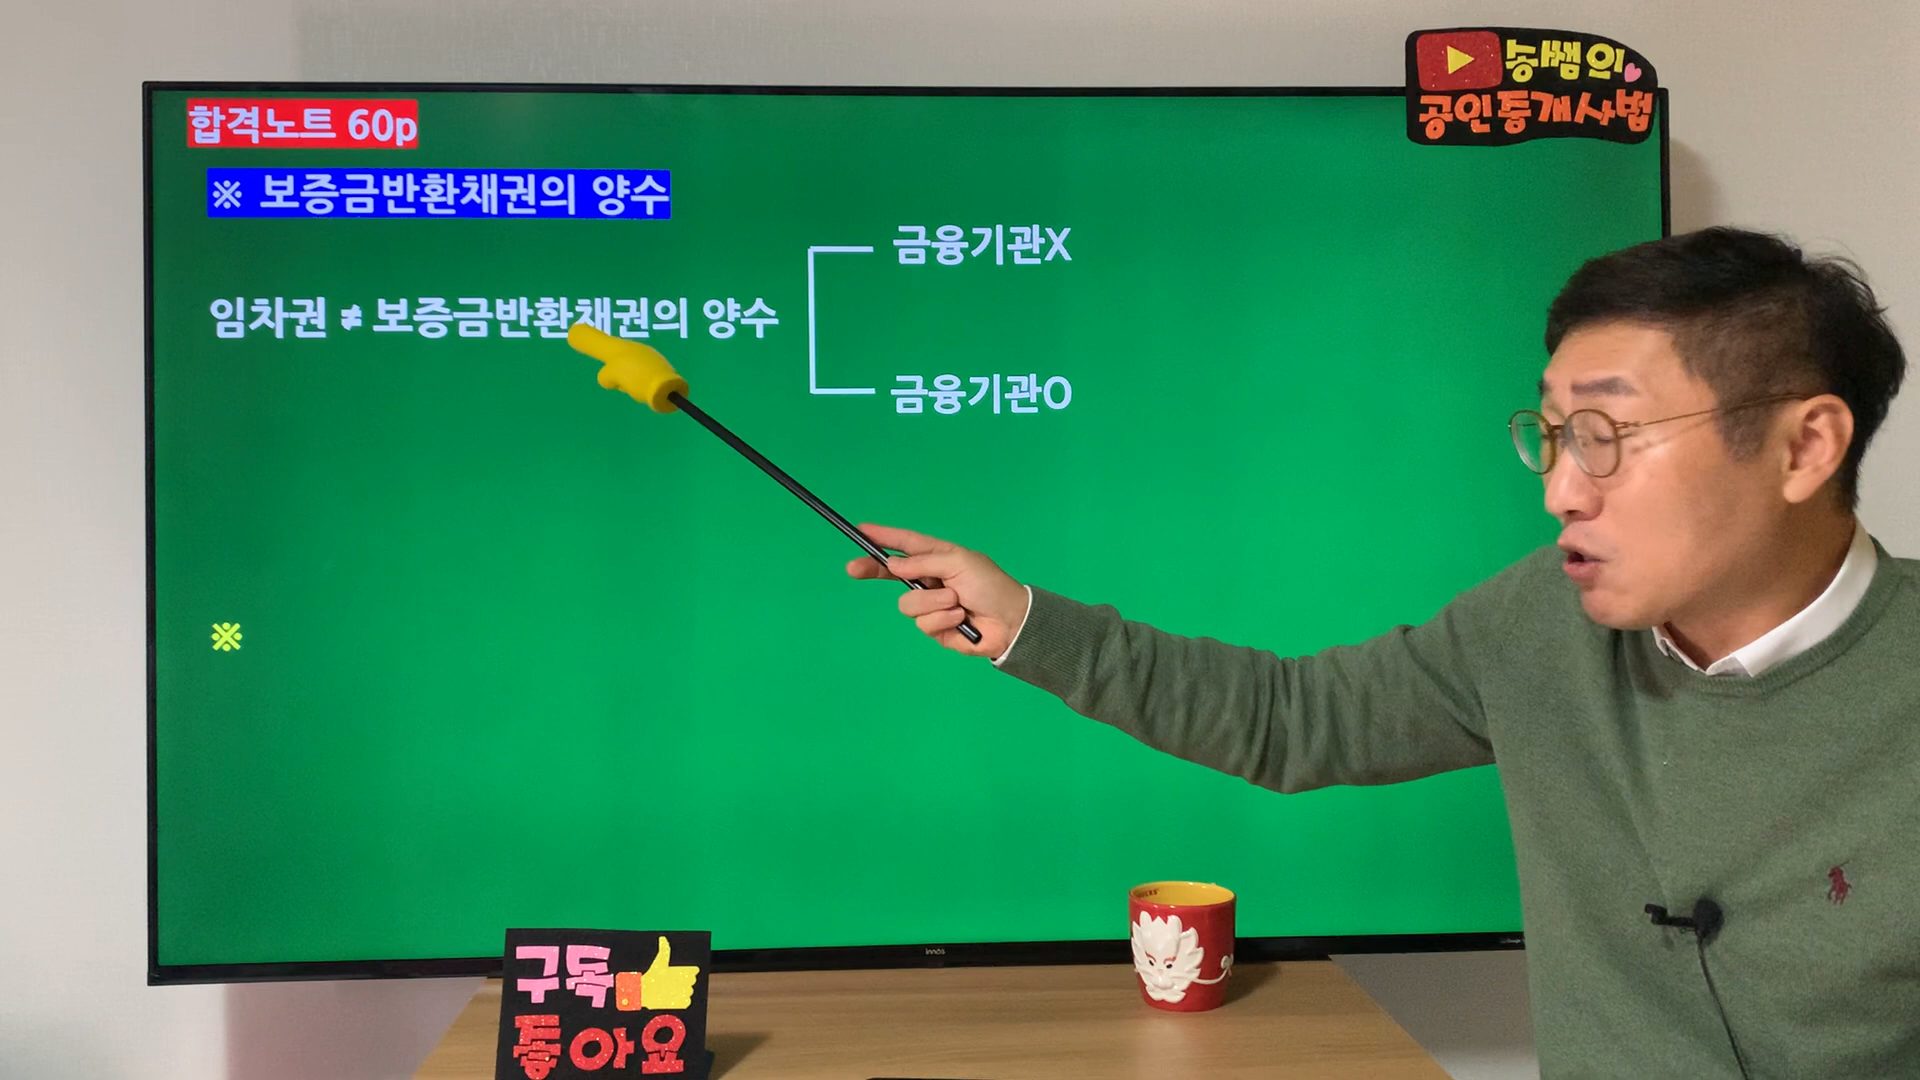 송쌤의
공인중개사법
합격노트 60p
※ 보증금반환채권의 양수
금융기관X
임차권 ≠ 보증금반환채권의 양수
금융기관O
※
innos
구독
좋아요